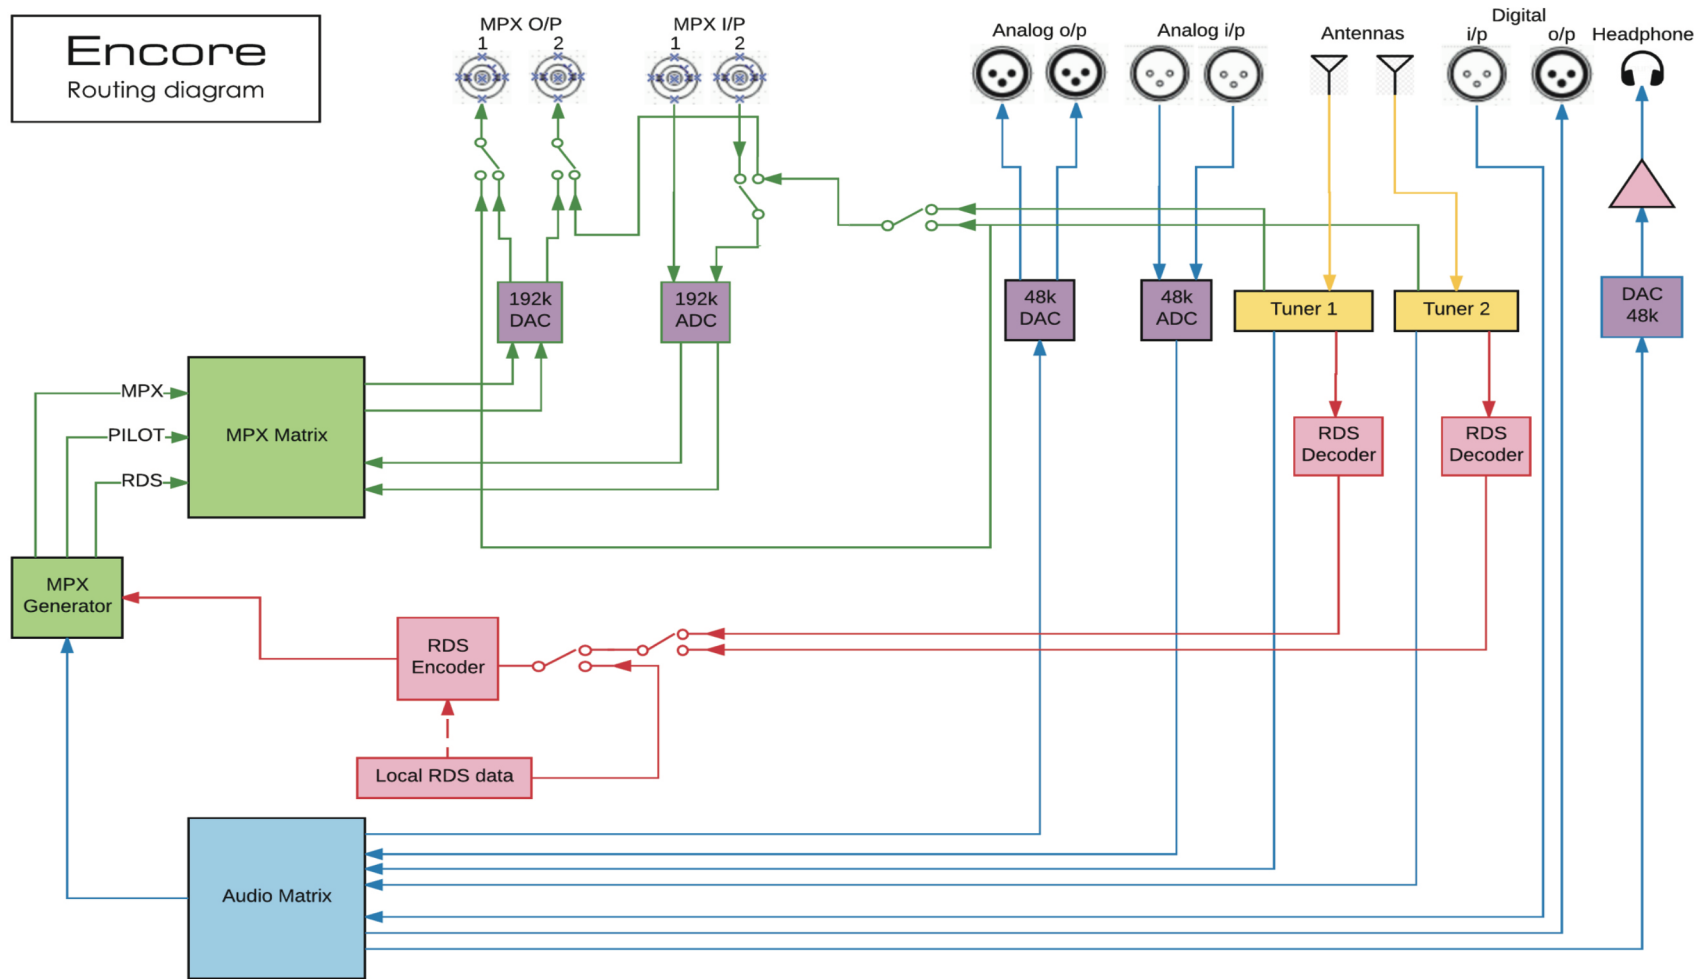 Encore
Routing diagram
MPX O/P
1 2
MPX I/P
1 2
Analog o/p
Analog i/p
Antennas
Digital
i/p o/p
Headphone
192k
DAC
192k
ADC
48k
DAC
48k
ADC
Tuner 1
Tuner 2
DAC
48k
MPX
PILOT
RDS
MPX Matrix
RDS
Decoder
RDS
Decoder
MPX
Generator
RDS
Encoder
Local RDS data
Audio Matrix